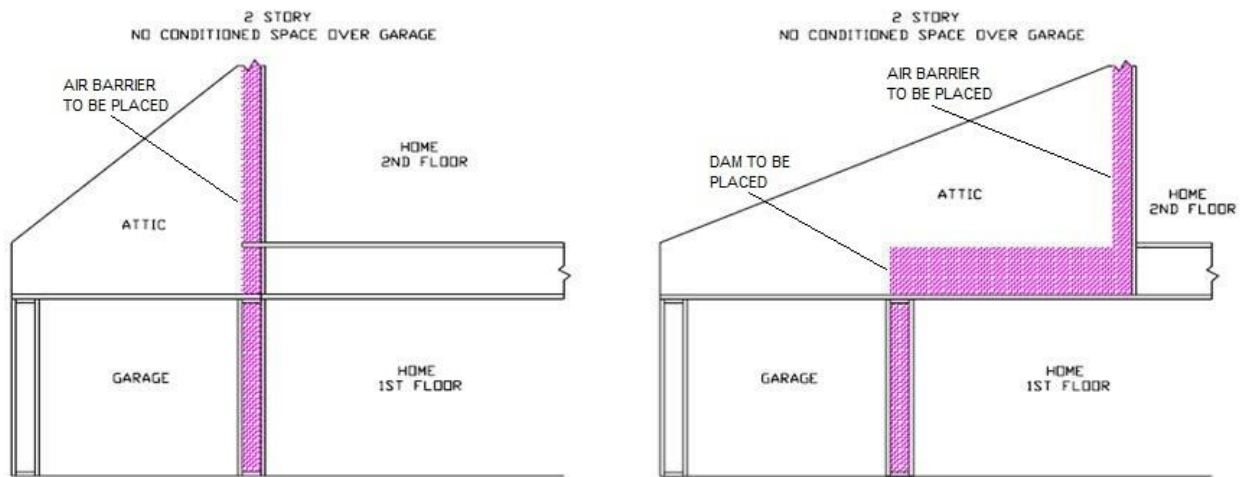 2 STORY
NO CONDITIONED SPACE OVER GARAGE
AIR BARRIER
TO BE PLACED
HOME
2ND FLOOR
ATTIC
GARAGE
HOME
1ST FLOOR
2 STORY
NO CONDITIONED SPACE OVER GARAGE
AIR BARRIER
TO BE PLACED
DAM TO BE
PLACED
ATTIC
HOME
2ND FLOOR
GARAGE
HOME
1ST FLOOR